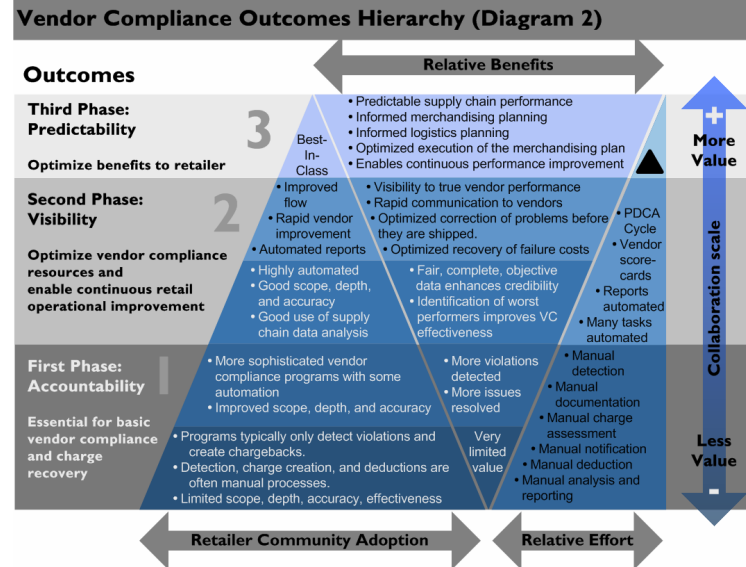 Vendor Compliance Outcomes Hierarchy (Diagram 2)
Relative Benefits
Outcomes
Third Phase:
Predictability
Optimize benefits to retailer
3
Best-
In-
Class
• Predictable supply chain performance
• Informed merchandising planning
• Informed logistics planning
• Optimized execution of the merchandising plan
• Enables continuous performance improvement
+
More
Value
Second Phase:
Visibility
Optimize vendor compliance
resources and
enable continuous retail
operational improvement
2
• Improved
flow
• Rapid vendor
improvement
• Automated reports
• Visibility to true vendor performance
• Rapid communication to vendors
• Optimized correction of problems before
they are shipped.
• Optimized recovery of failure costs
• Highly automated
• Good scope, depth,
and accuracy
• Good use of supply
chain data analysis
• Fair, complete, objective
data enhances credibility
• Identification of worst
performers improves VC
effectiveness
• PDCA
Cycle
• Vendor
score-
cards
• Reports
automated
• Many tasks
automated
Collaboration scale
First Phase:
Accountability
Essential for basic
vendor compliance
and charge
recovery
1
• More sophisticated vendor
compliance programs with some
automation
• Improved scope, depth, and accuracy
• More violations
detected
• More issues
resolved
• Programs typically only detect violations and
create chargebacks.
• Detection, charge creation, and deductions are
often manual processes.
• Limited scope, depth, accuracy, effectiveness
Very
limited
value
• Manual
detection
• Manual
documentation
• Manual charge
assessment
• Manual notification
• Manual deduction
• Manual analysis and
reporting
Less
Value
-
Retailer Community Adoption
Relative Effort